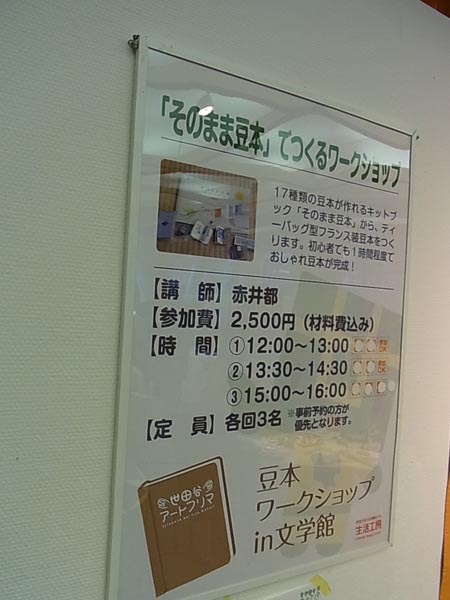 「そのまま豆本」でつくるワークショップ
17種類の豆本が作れるキットブ
ック「そのまま豆本」から、ティ
ーバッグ型フランス装豆本をつく
ります。初心者でも1時間程度で
おしゃれ豆本が完成!
【講　師】赤井都
【参加費】2,500円(材料費込み)
【時　間】①12:00〜13:00
②13:30〜14:30
③15:00〜16:00
【定　員】各回3名 ※事前予約の方が
優先となります。
世田谷
アートフリマ
豆本
ワークショップ
in文学館
生活工房